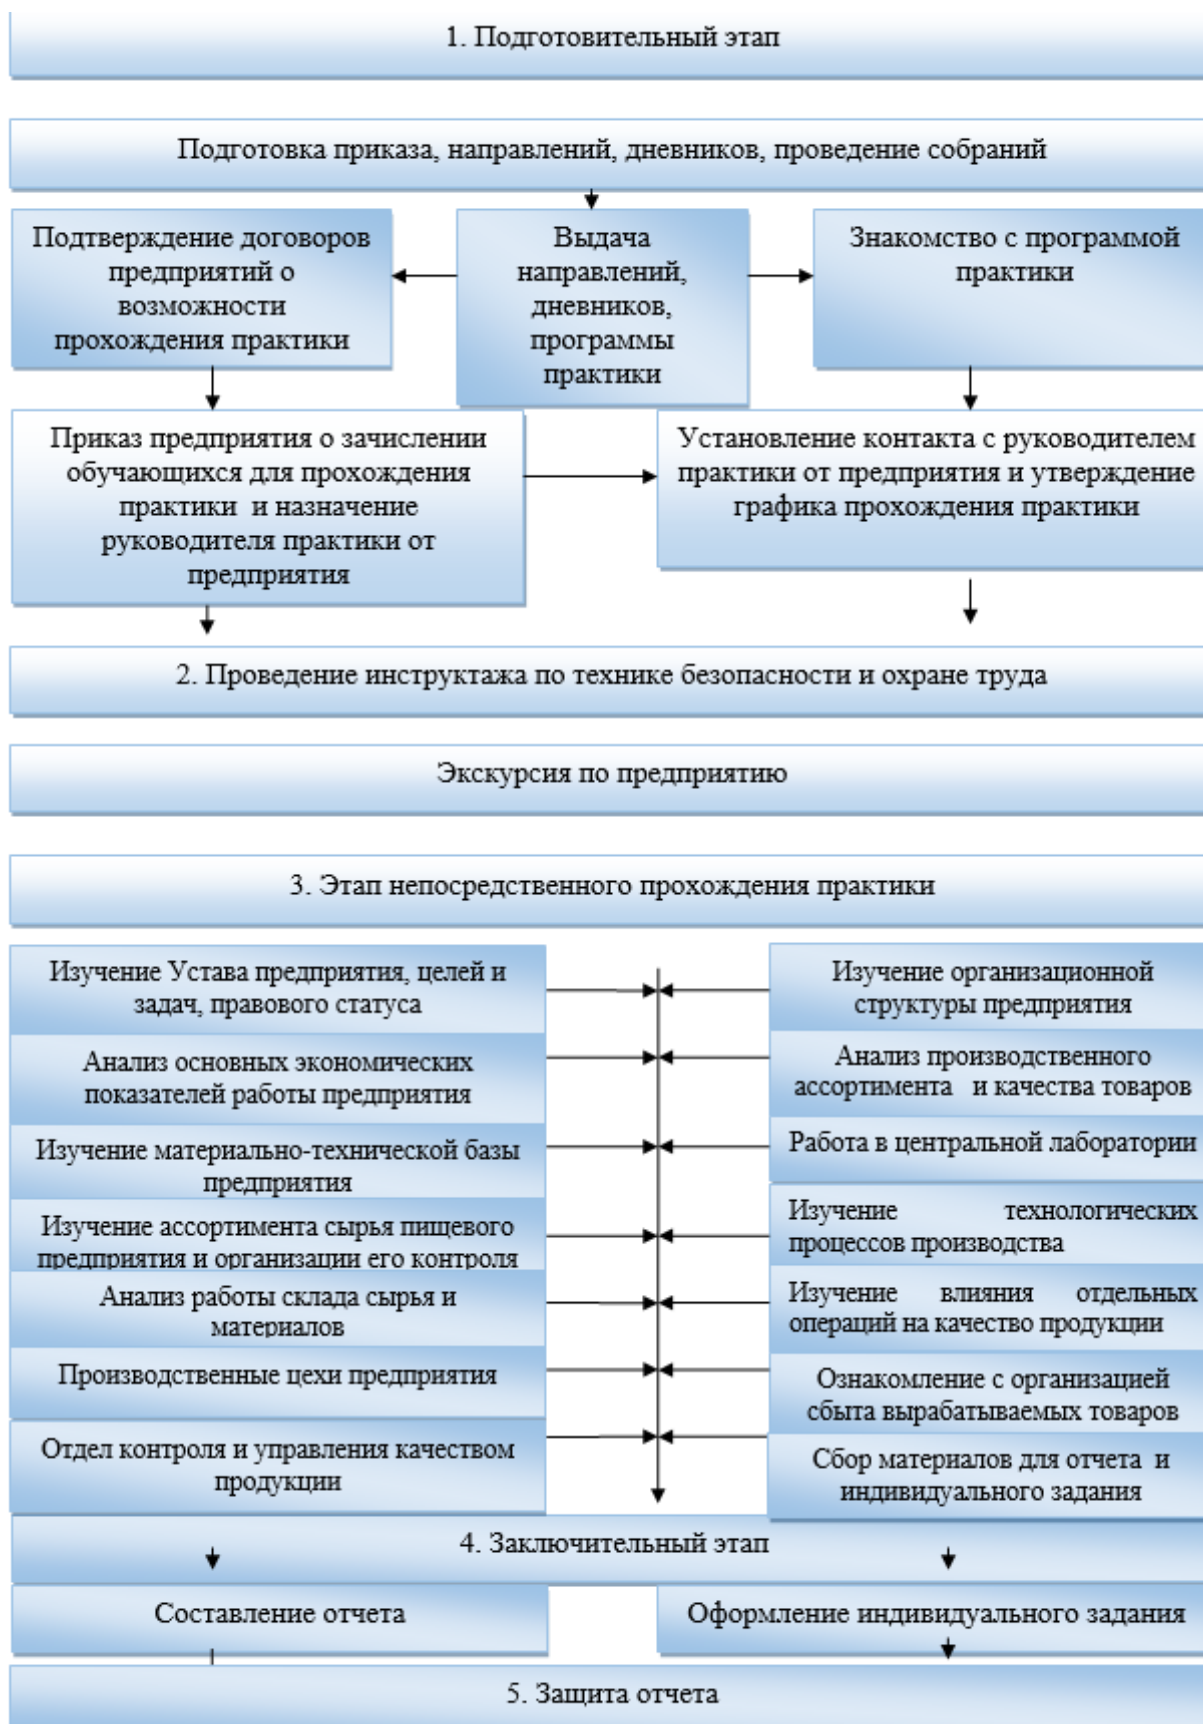 1. Подготовительный этап
Подготовка приказа, направлений, дневников, проведение собраний
Подтверждение договоров
предприятий о
возможности
прохождения практики
Выдача
направлений,
дневников,
программы
практики
Знакомство с программой
практики
Приказ предприятия о зачислении
обучающихся для прохождения
практики и назначение
руководителя практики от
предприятия
Установление контакта с руководителем
практики от предприятия и утверждение
графика прохождения практики
2. Проведение инструктажа по технике безопасности и охране труда
Экскурсия по предприятию
3. Этап непосредственного прохождения практики
Изучение Устава предприятия, целей и
задач, правового статуса
Анализ основных экономических
показателей работы предприятия
Изучение материально-технической базы
предприятия
Изучение ассортимента сырья пищевого
предприятия и организации его контроля
Анализ работы склада сырья и
материалов
Производственные цехи предприятия
Отдел контроля и управления качеством
продукции
Изучение организационной
структуры предприятия
Анализ производственного
ассортимента и качества товаров
Работа в центральной лаборатории
Изучение технологических
процессов производства
Изучение влияния отдельных
операций на качество продукции
Ознакомление с организацией
сбыта вырабатываемых товаров
Сбор материалов для отчета и
индивидуального задания
4. Заключительный этап
Составление отчета
Оформление индивидуального задания
5. Защита отчета